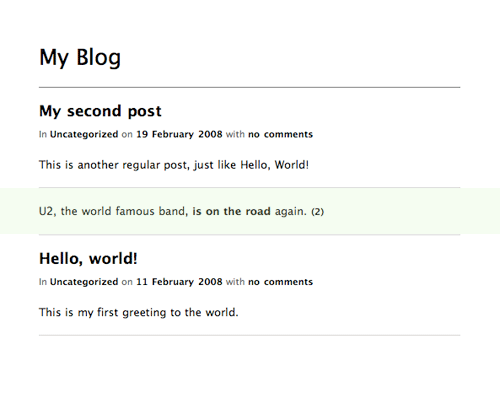 My Blog
My second post
In Uncategorized on 19 February 2008 with no comments
This is another regular post, just like Hello, World!
U2, the world famous band, is on the road again. (2)
Hello, world!
In Uncategorized on 11 February 2008 with no comments
This is my first greeting to the world.